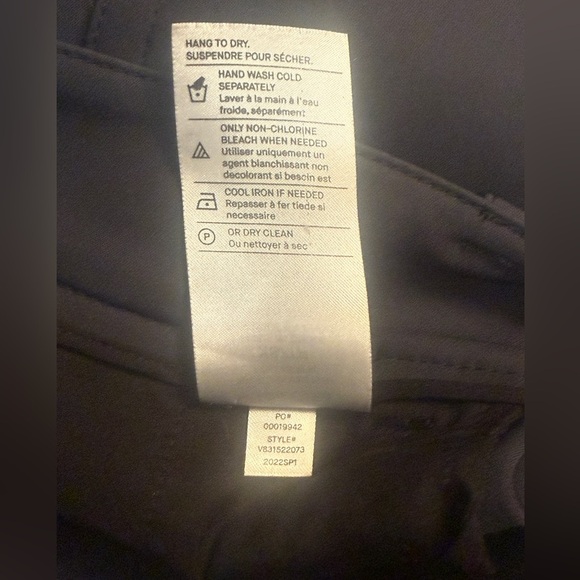 HANG TO DRY.
SUSPENDRE POUR SÉCHER.
HAND WASH COLD
SEPARATELY
Laver à la main à l'eau
froide, séparément
ONLY NON-CHLORINE
BLEACH WHEN NEEDED
Utiliser uniquement un
agent blanchissant non
decolorant si besoin est
COOL IRON IF NEEDED
Repasser à fer tiede si
necessaire
P
OR DRY CLEAN
Ou nettoyer à sec
PO#
00019942
STYLE#
V831522073
2022SP1